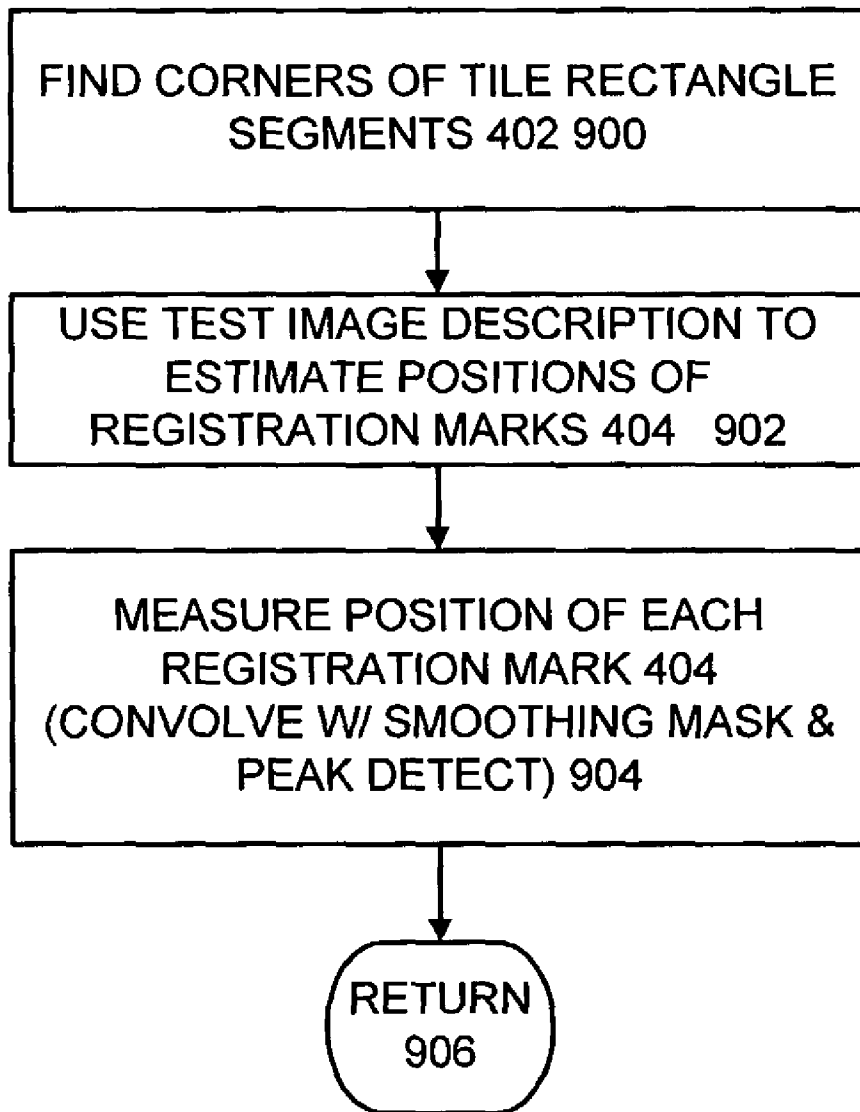 FIND CORNERS OF TILE RECTANGLE
SEGMENTS 402 900
USE TEST IMAGE DESCRIPTION TO
ESTIMATE POSITIONS OF
REGISTRATION MARKS 404 902
MEASURE POSITION OF EACH
REGISTRATION MARK 404
(CONVOLVE W/ SMOOTHING MASK &
PEAK DETECT) 904
RETURN
906